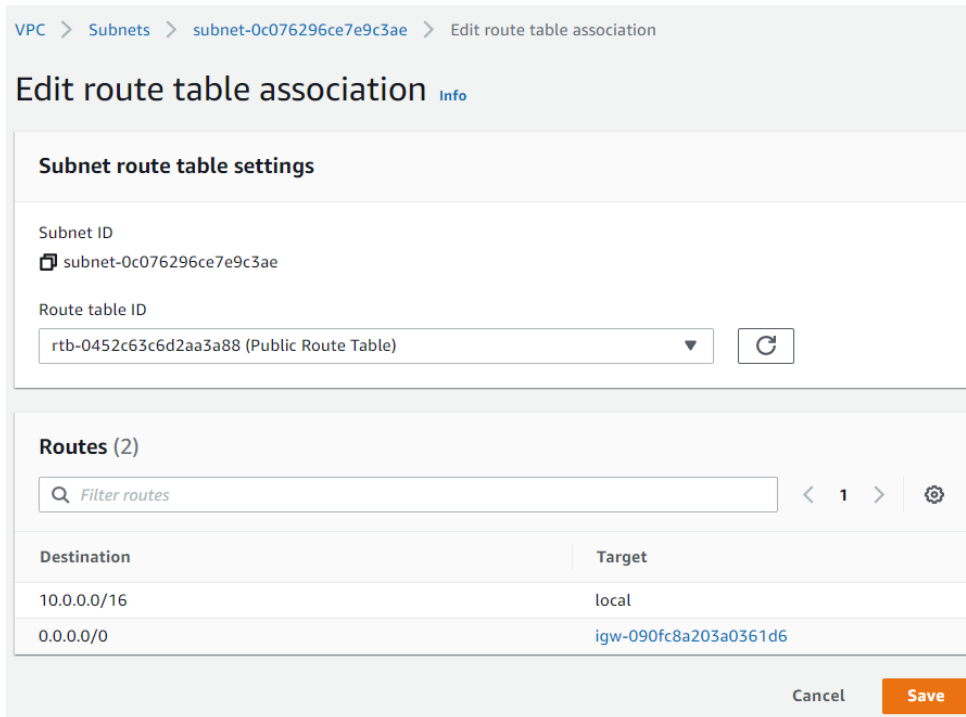 VPC > Subnets > subnet-0c076296ce7e9c3ae > Edit route table association
Edit route table association Info
Subnet route table settings
Subnet ID
subnet-0c076296ce7e9c3ae
Route table ID
rtb-0452c63c6d2aa3a88 (Public Route Table)
Routes (2)
Filter routes
< 1 >
Destination Target
10.0.0.0/16 local
0.0.0.0/0 igw-090fc8a203a0361d6
Cancel Save